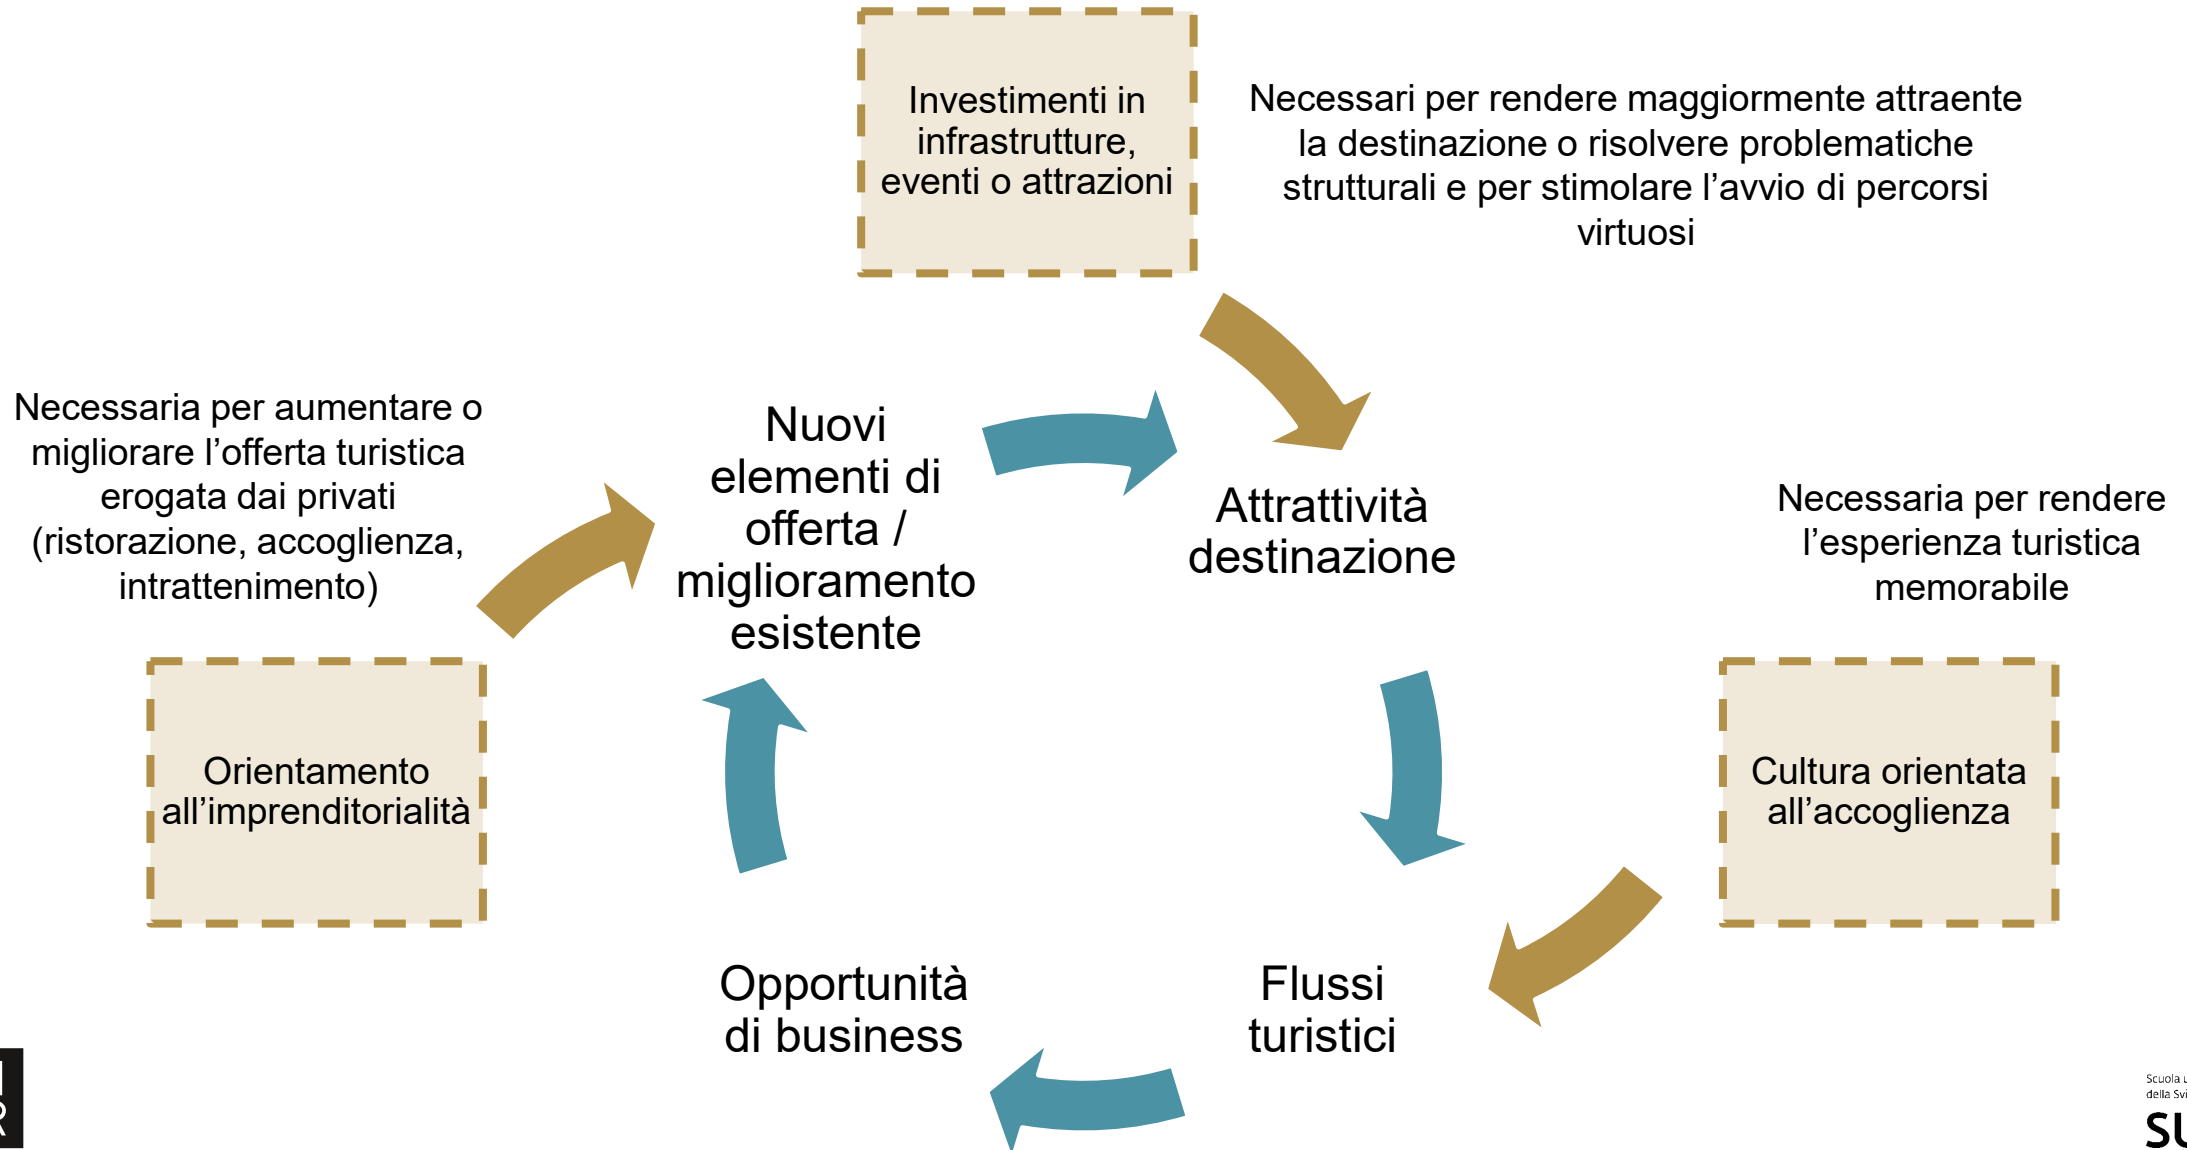 Investimenti in
infrastrutture,
eventi o attrazioni
Necessari per rendere maggiormente attraente
la destinazione o risolvere problematiche
strutturali e per stimolare l’avvio di percorsi
virtuosi
Necessaria per aumentare o
migliorare l’offerta turistica
erogata dai privati
(ristorazione, accoglienza,
intrattenimento)
Nuovi
elementi di
offerta /
miglioramento
esistente
Attrattività
destinazione
Necessaria per rendere
l’esperienza turistica
memorabile
Orientamento
all’imprenditorialità
Cultura orientata
all’accoglienza
Opportunità
di business
Flussi
turistici
Scuola
della